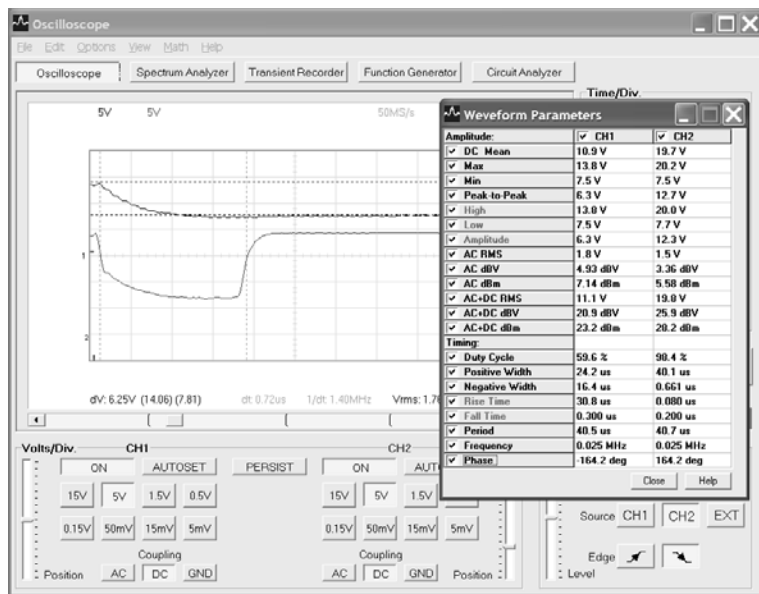 Oscilloscope
File Edit Options View Math Help
Oscilloscope Spectrum Analyzer Transient Recorder Function Generator Circuit Analyzer
Time/Div.
5V 5V 50MS/s
1
2
dV: 6.25V (14.06) (7.81) dt: 0.72us 1/dt: 1.40MHz
Weveform Parameters
Amplitude: CH1 CH2
DC Mean 10.9 V 19.7 V
Max 13.8 V 20.2 V
Min 7.5 V 7.5 V
Peak-to-Peak 6.3 V 12.7 V
High 13.8 V 20.0 V
Low 7.5 V 7.7 V
Amplitude 6.3 V 12.3 V
AC RMS 1.8 V 1.5 V
AC dBV 4.93 dBV 3.36 dBV
AC dBm 7.14 dBm 5.58 dBm
AC+DC RMS 11.1 V 19.8 V
AC+DC dBV 20.9 dBV 25.9 dBV
AC+DC dBm 23.2 dBm 28.2 dBm
Timing:
Duty Cycle 59.6 % 98.4 %
Positive Width 24.2 us 40.1 us
Negative Width 16.4 us 0.661 us
Rise Time 30.8 us 0.080 us
Fall Time 0.300 us 0.200 us
Period 40.5 us 40.7 us
Frequency 0.025 MHz 0.025 MHz
Phase -164.2 deg 164.2 deg
Close Help
Volts/Div. CH1 CH2
ON AUTOSET PERSIST ON
15V 5V 1.5V 0.5V 15V 5V 1.5V
0.15V 50mV 15mV 5mV 0.15V 50mV 15mV 5mV
Coupling Coupling
Position AC DC GND AC DC GND Position
Source CH1 CH2 EXT
Edge
Level